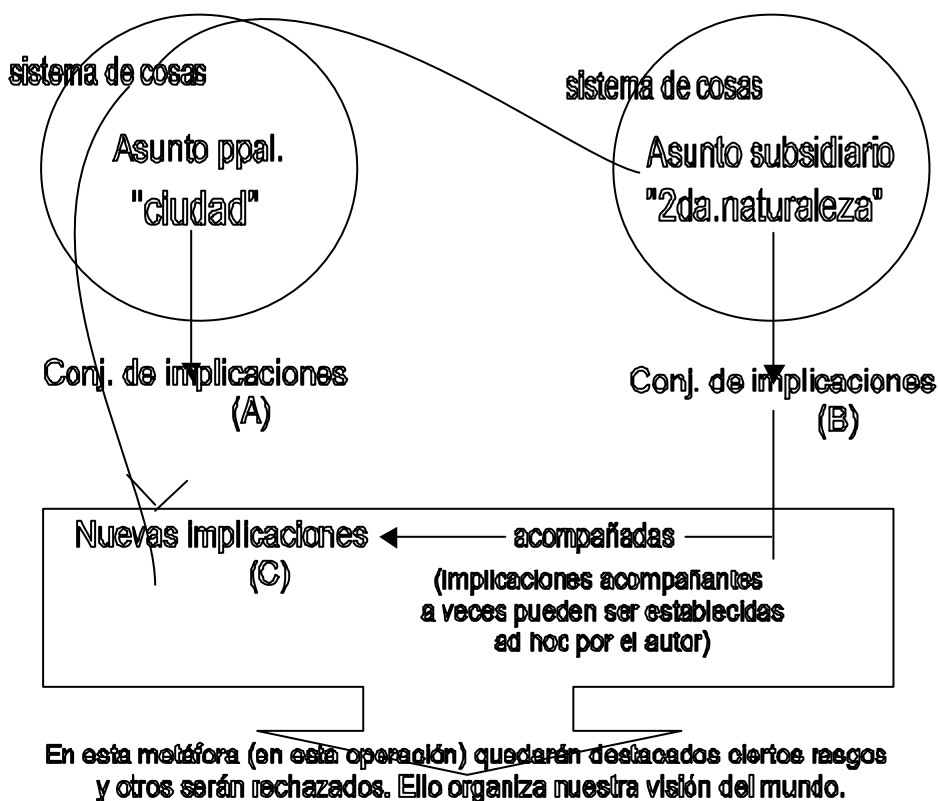 sistema de cosas
Asunto ppal.
"ciudad"
sistema de cosas
Asunto subsidiario
"2da.naturaleza"
Conj. de implicaciones
(A)
Conj. de implicaciones
(B)
Nuevas implicaciones
(C)
acompañadas
(implicaciones acompañantes
a veces pueden ser establecidas
ad hoc por el autor)
En esta metáfora (en esta operación) quedarán destacados ciertos rasgos
y otros serán rechazados. Ello organiza nuestra visión del mundo.